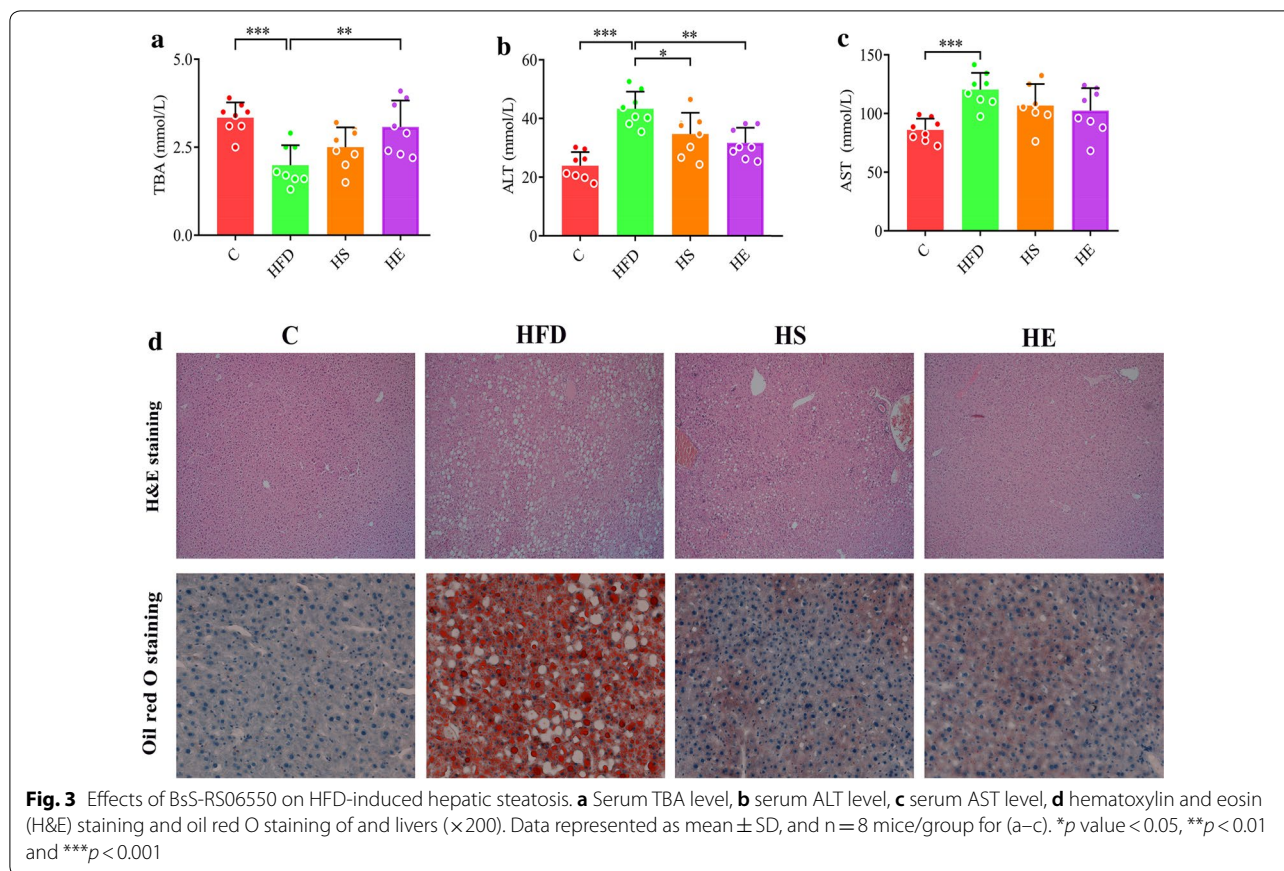 a
*** **
TBA (mmol/L)
5.0
2.5
0.0
C HFD HS HE
b
*** **
*
ALT (mmol/L)
60
40
20
0
C HFD HS HE
c
***
AST (mmol/L)
150
100
50
0
C HFD HS HE
d
C HFD HS HE
H&E staining
Oil red O staining
Fig. 3 Effects of BsS-RS06550 on HFD-induced hepatic steatosis. a Serum TBA level, b serum ALT level, c serum AST level, d hematoxylin and eosin
(H&E) staining and oil red O staining of and livers (×200). Data represented as mean ± SD, and n = 8 mice/group for (a–c). *p value < 0.05, **p < 0.01
and ***p < 0.001